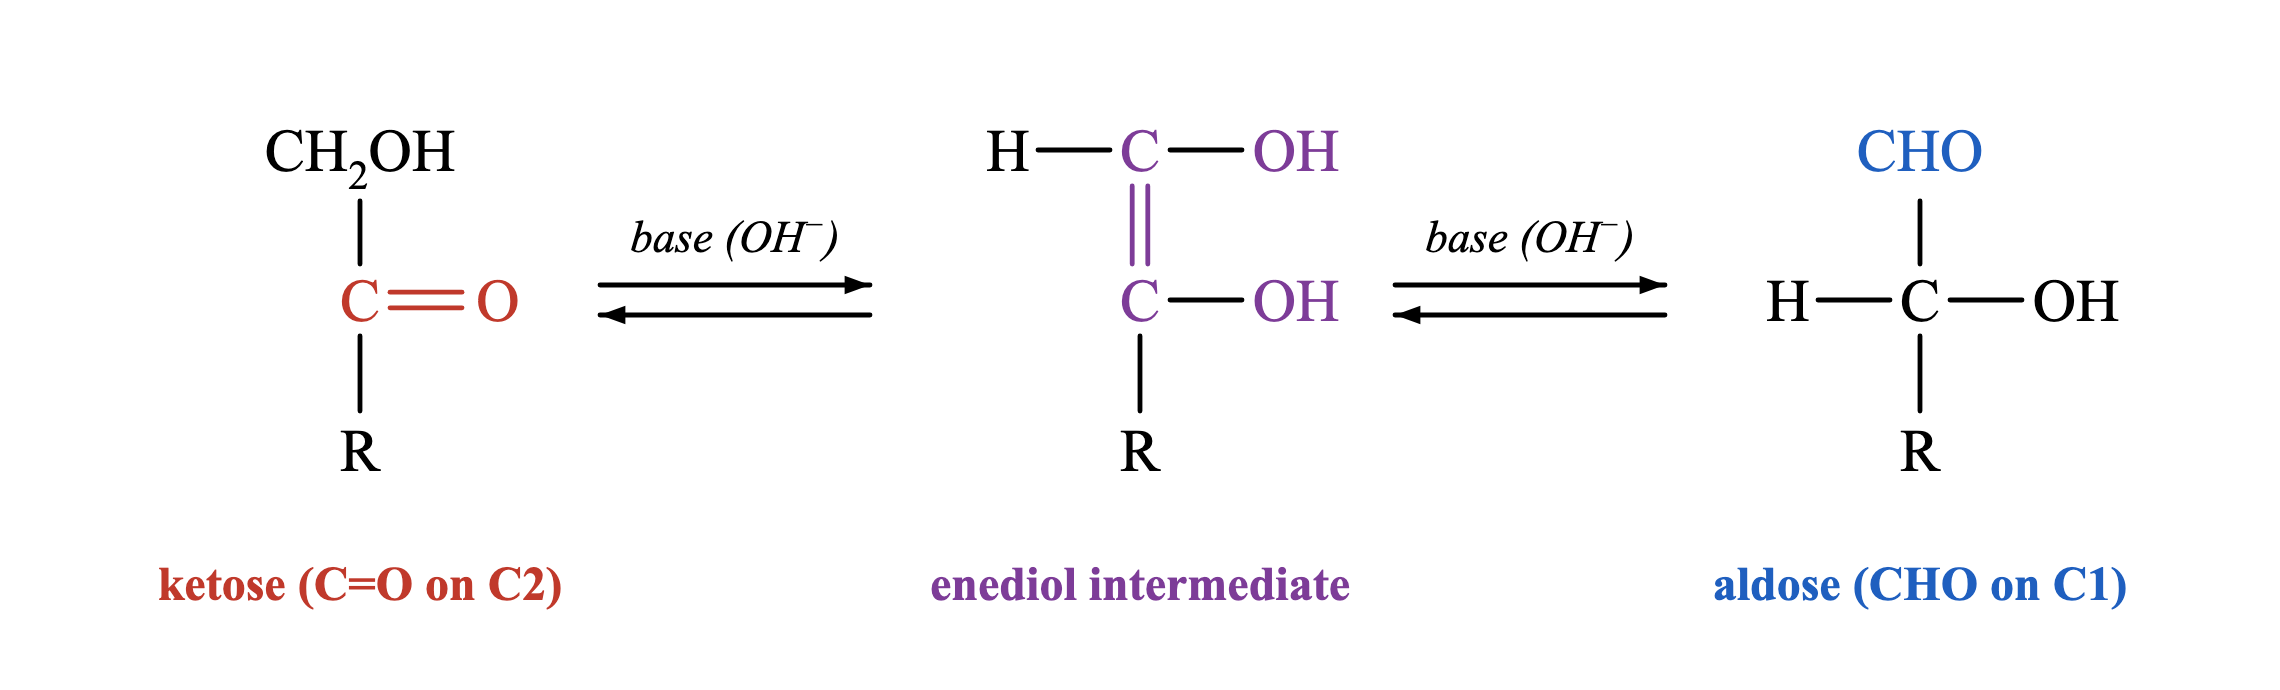 CH₂OH
C=O
R
base (OH⁻)
H—C—OH
C—OH
R
base (OH⁻)
CHO
H—C—OH
R
ketose (C=O on C2)
enediol intermediate
aldose (CHO on C1)